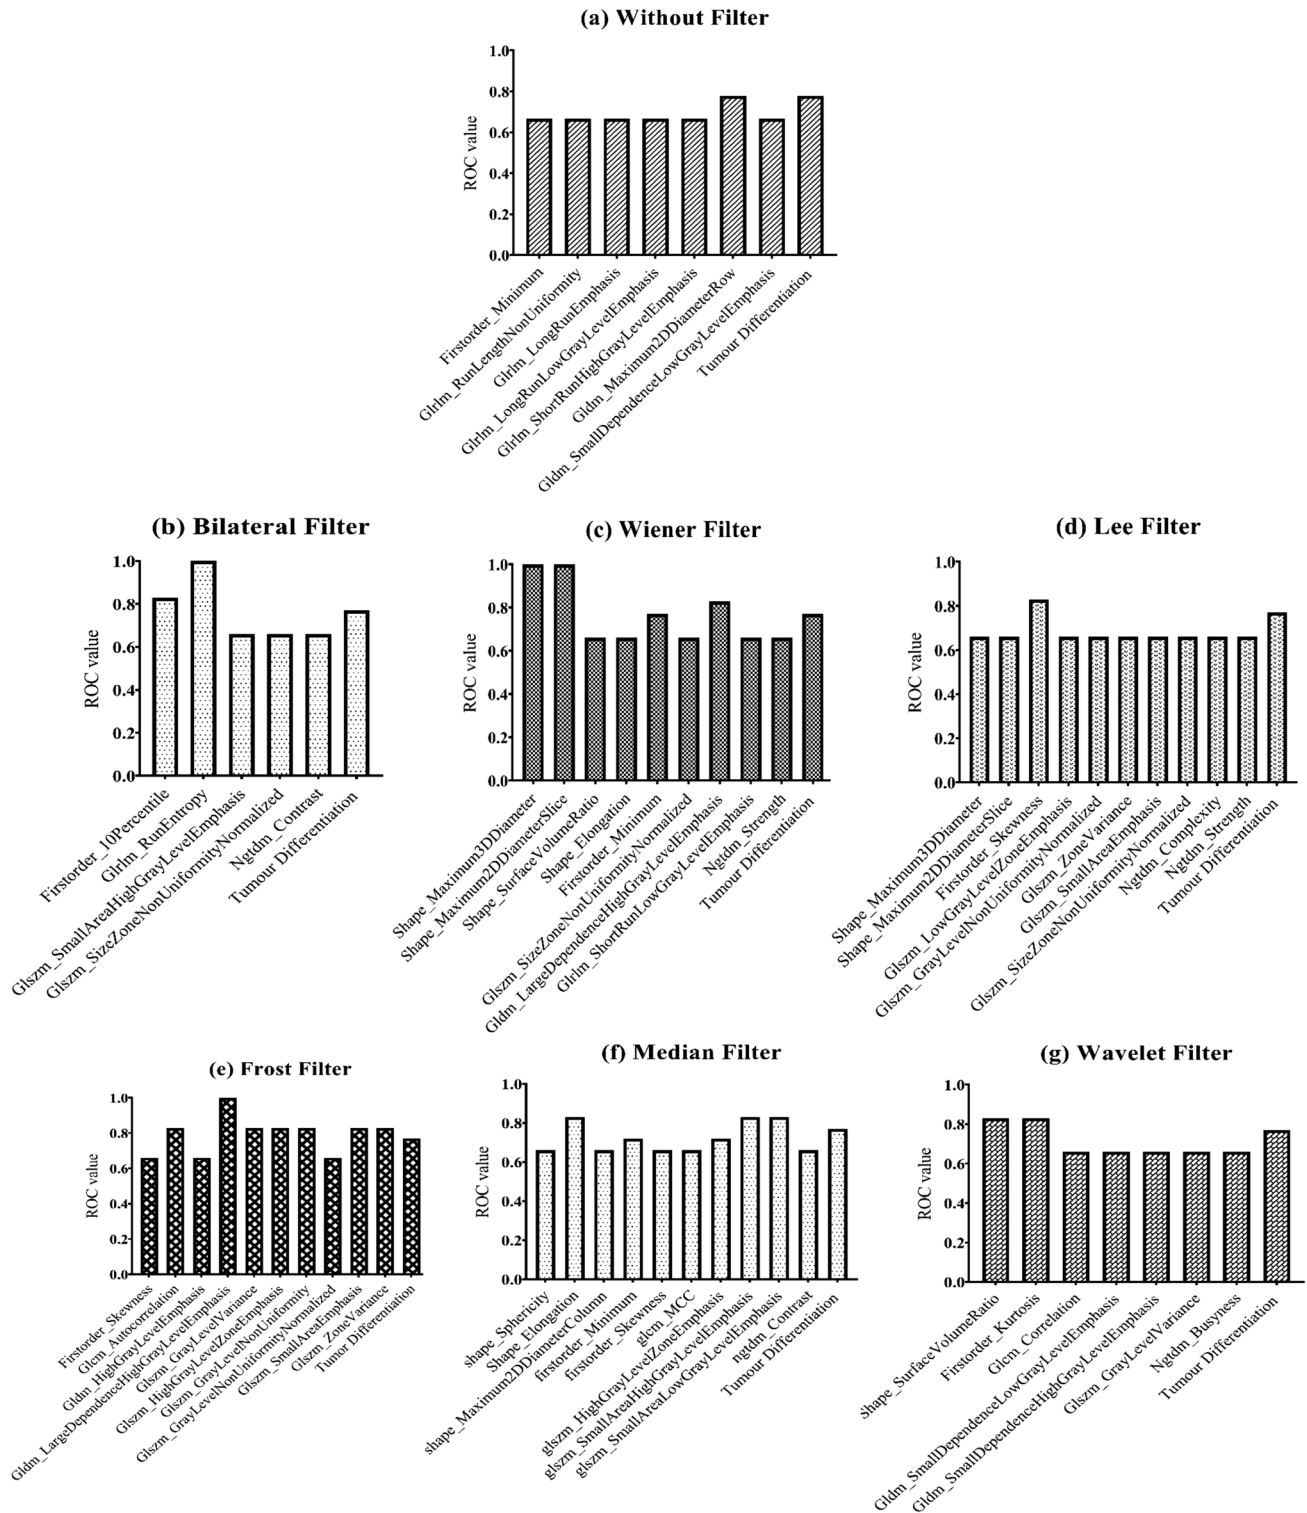 (a) Without Filter
ROC value
1.0
0.8
0.6
0.4
0.2
0.0
Firstorder_Minimum
Glrlm_RunLengthNonUniformity
Glrlm_LongRunEmphasis
Glrlm_LongRunLowGrayLevelEmphasis
Glrlm_ShortRunHighGrayLevelEmphasis
Gldm_Maximum2DDiameterRow
Gldm_SmallDependenceLowGrayLevelEmphasis
Tumour Differentiation
(b) Bilateral Filter
ROC value
1.0
0.8
0.6
0.4
0.2
0.0
Firstorder_10Percentile
Glrlm_RunEntropy
Glszm_SmallAreaHighGrayLevelEmphasis
Glszm_SizeZoneNonUniformityNormalized
Ngtdm_Contrast
Tumour Differentiation
(c) Wiener Filter
ROC value
1.0
0.8
0.6
0.4
0.2
0.0
Shape_Maximum3DDiameter
Shape_Maximum2DDiameterSlice
Shape_SurfaceVolumeRatio
Shape_Elongation
Firstorder_Minimum
Glszm_SizeZoneNonUniformityNormalized
Gldm_LargeDependenceHighGrayLevelEmphasis
Glrlm_ShortRunLowGrayLevelEmphasis
Ngtdm_Strength
Tumour Differentiation
(d) Lee Filter
ROC value
1.0
0.8
0.6
0.4
0.2
0.0
Shape_Maximum3DDiameter
Shape_Maximum2DDiameterSlice
Firstorder_Skewness
Glszm_LowGrayLevelZoneEmphasis
Glszm_GrayLevelNonUniformityNormalized
Glszm_ZoneVariance
Glszm_SmallAreaEmphasis
Glszm_SizeZoneNonUniformityNormalized
Ngtdm_Complexity
Ngtdm_Strength
Tumour Differentiation
(e) Frost Filter
ROC value
1.0
0.8
0.6
0.4
0.2
0.0
Firstorder_Skewness
Glcm_Autocorrelation
Gldm_HighGrayLevelEmphasis
Gldm_LargeDependenceHighGrayLevelEmphasis
Glszm_GrayLevelVariance
Glszm_HighGrayLevelZoneEmphasis
Glszm_GrayLevelNonUniformity
Glszm_GrayLevelNonUniformityNormalized
Glszm_SmallAreaEmphasis
Glszm_ZoneVariance
Tumor Differentiation
(f) Median Filter
ROC value
1.0
0.8
0.6
0.4
0.2
0.0
shape_Sphericity
Shape_Elongation
shape_Maximum2DDiameterColumn
firstorder_Minimum
firstorder_Skewness
glcm_MCC
glszm_HighGrayLevelZoneEmphasis
glszm_SmallAreaHighGrayLevelEmphasis
glszm_SmallAreaLowGrayLevelEmphasis
ngtdm_Contrast
Tumour Differentiation
(g) Wavelet Filter
ROC value
1.0
0.8
0.6
0.4
0.2
0.0
Shape_SurfaceVolumeRatio
Firstorder_Kurtosis
Glcm_Correlation
Gldm_SmallDependenceLowGrayLevelEmphasis
Gldm_SmallDependenceHighGrayLevelEmphasis
Glszm_GrayLevelVariance
Ngtdm_Busyness
Tumour Differentiation